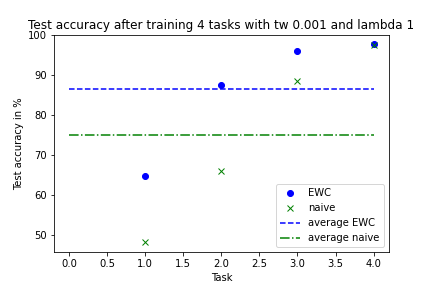 Test accuracy after training 4 tasks with tw 0.001 and lambda 1
100
90
80
70
60
50
Test accuracy in %
EWC
naive
average EWC
average naive
0.0 0.5 1.0 1.5 2.0 2.5 3.0 3.5 4.0
Task